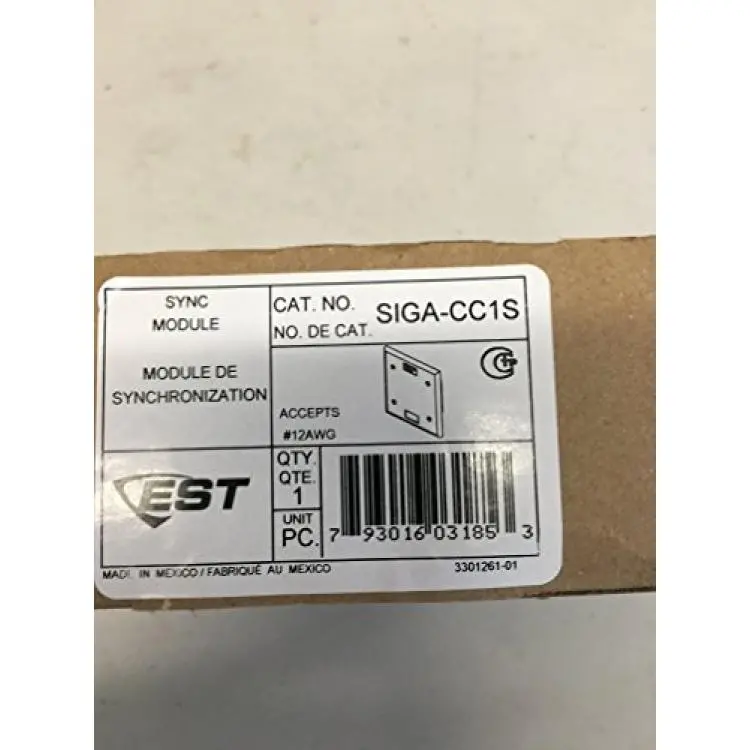 SYNC
MODULE
MODULE DE
SYNCHRONIZATION
CAT. NO.
NO. DE CAT.
SIGA-CC1S
ACCEPTS
#12AWG
EST
QTY.
QTE.
1
UNIT
PC.
7 93016 03185 3
MADE IN MEXICO / FABRIQUÉ AU MEXICO
3301261-01